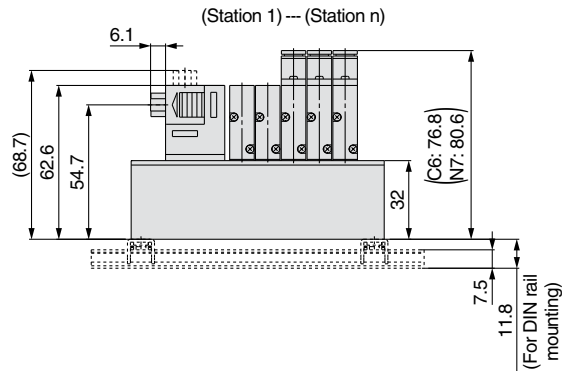 (Station 1) --- (Station n)
6.1
(68.7)
62.6
54.7
32
(C6: 76.8
N7: 80.6)
7.5
11.8
(For DIN rail
mounting)